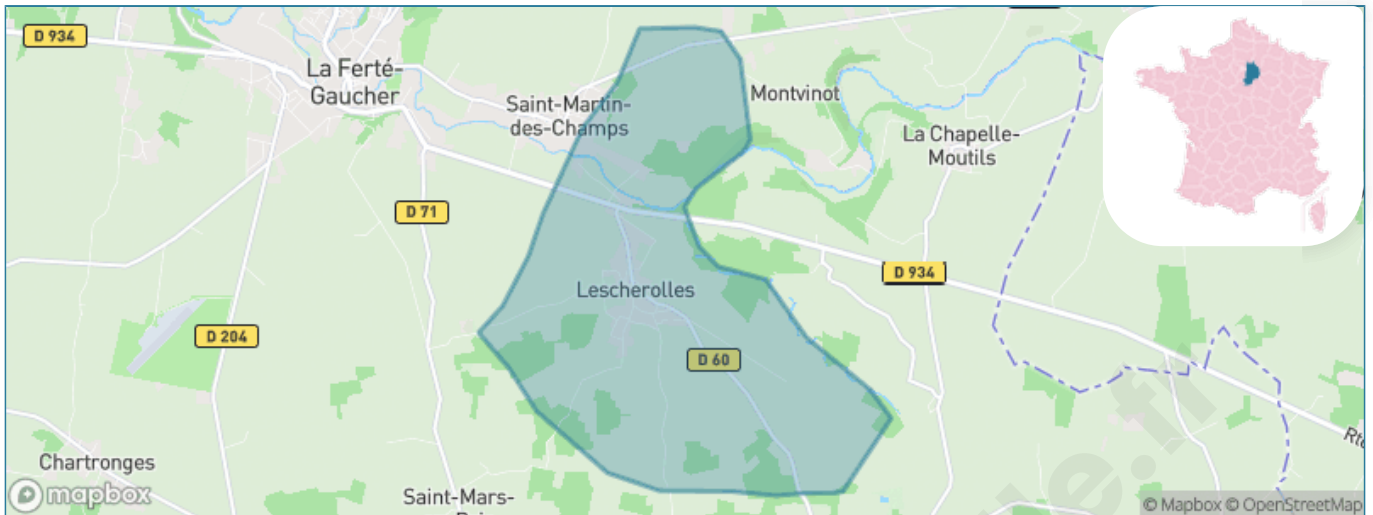 D 934
La Ferté-
Gaucher
Saint-Martin-
des-Champs
Montvinot
La Chapelle-
Moutils
D 71
D 934
Lescherolles
D 204
D 60
Chartronges
Saint-Mars-
mapbox
© Mapbox © OpenStreetMap